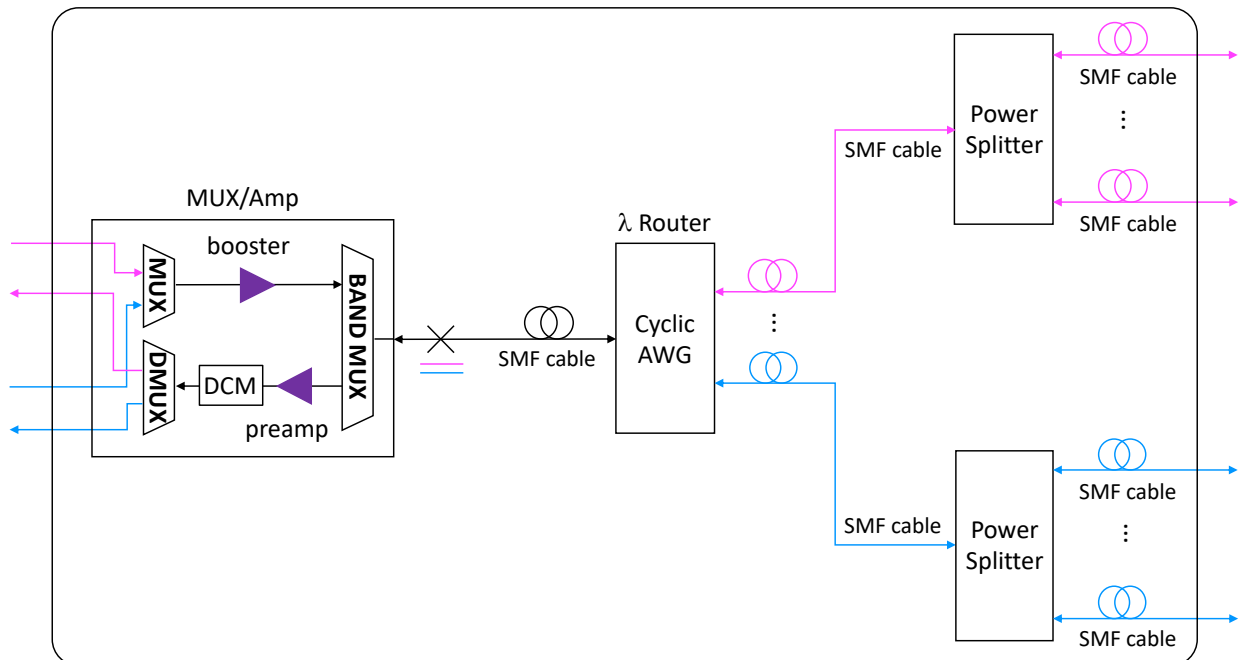 MUX/Amp
booster
MUX
BAND MUX
DMUX
DCM
preamp
SMF cable
λ Router
Cyclic
AWG
...
SMF cable
SMF cable
Power
Splitter
SMF cable
...
SMF cable
Power
Splitter
SMF cable
...
SMF cable